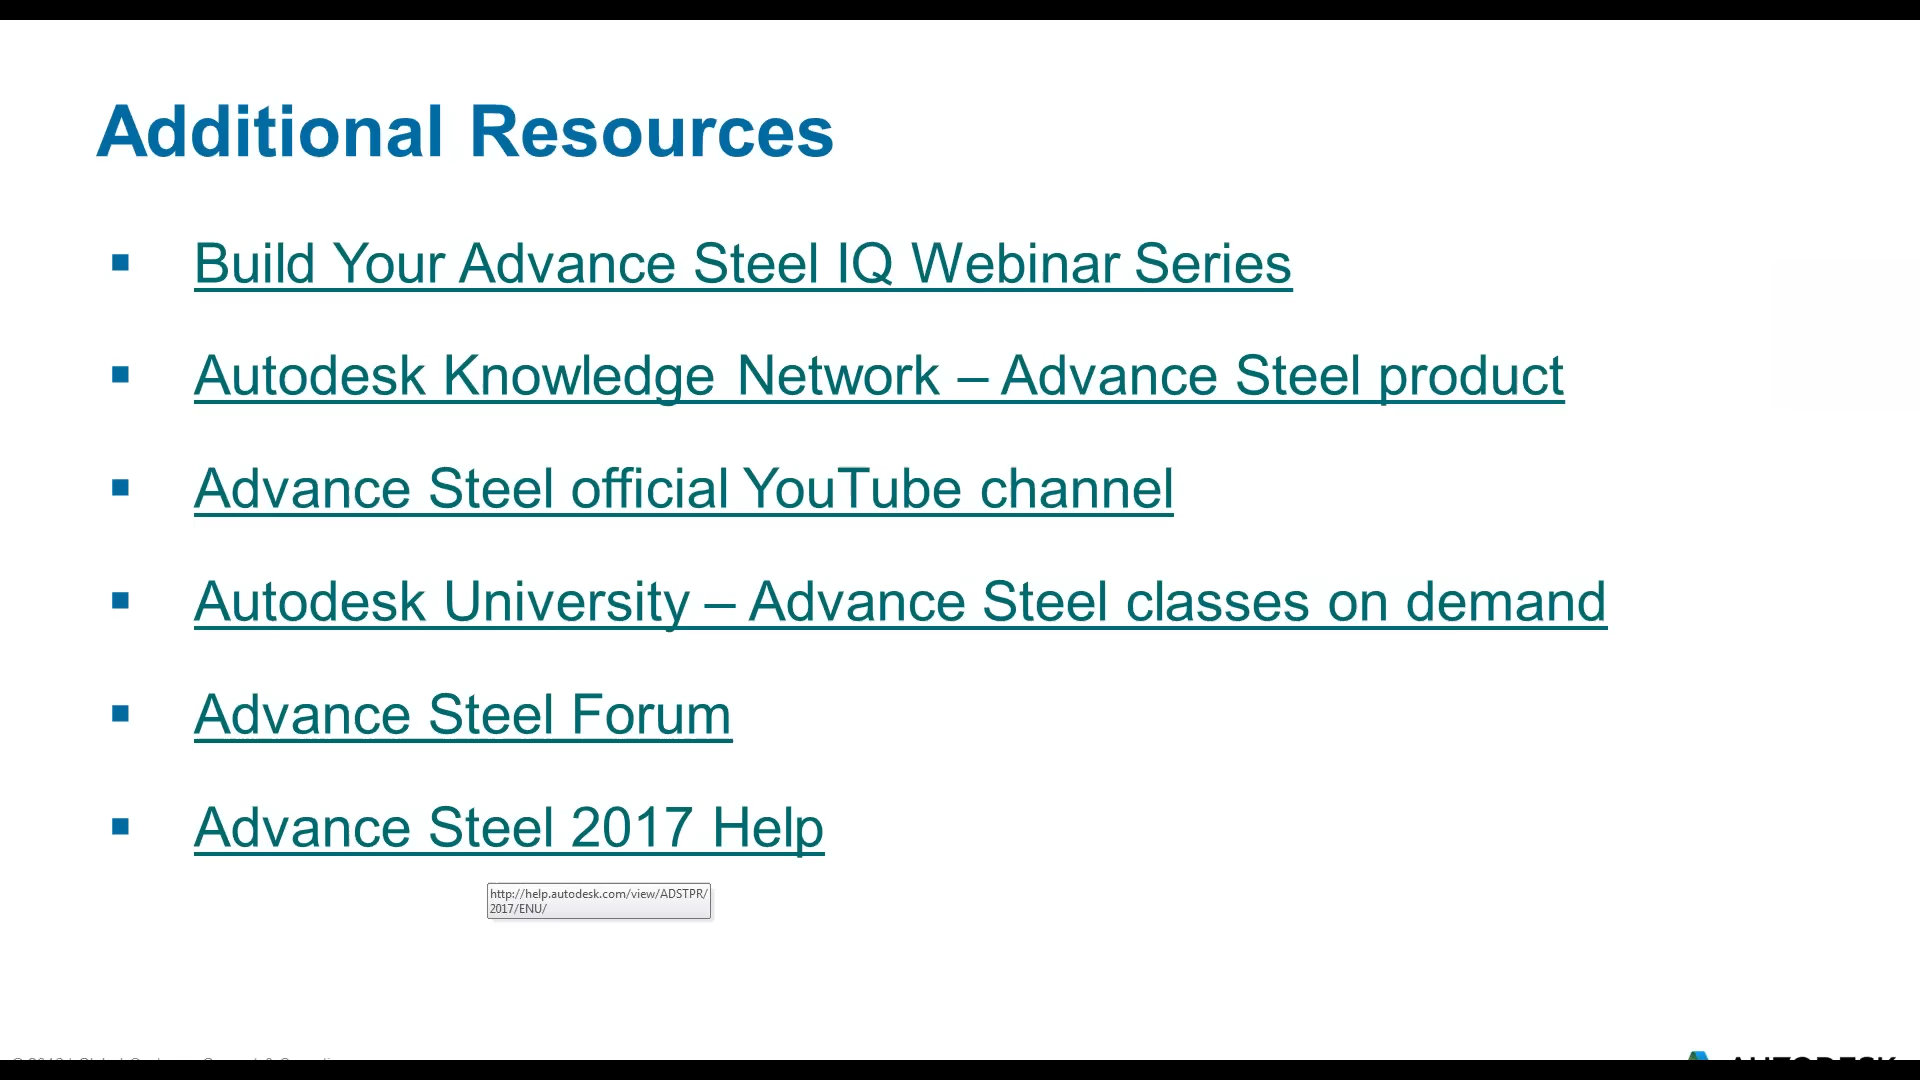 Additional Resources
Build Your Advance Steel IQ Webinar Series
Autodesk Knowledge Network – Advance Steel product
Advance Steel official YouTube channel
Autodesk University – Advance Steel classes on demand
Advance Steel Forum
Advance Steel 2017 Help
http://help.autodesk.com/view/ADSTPR/
2017/ENU/
AUTODESK